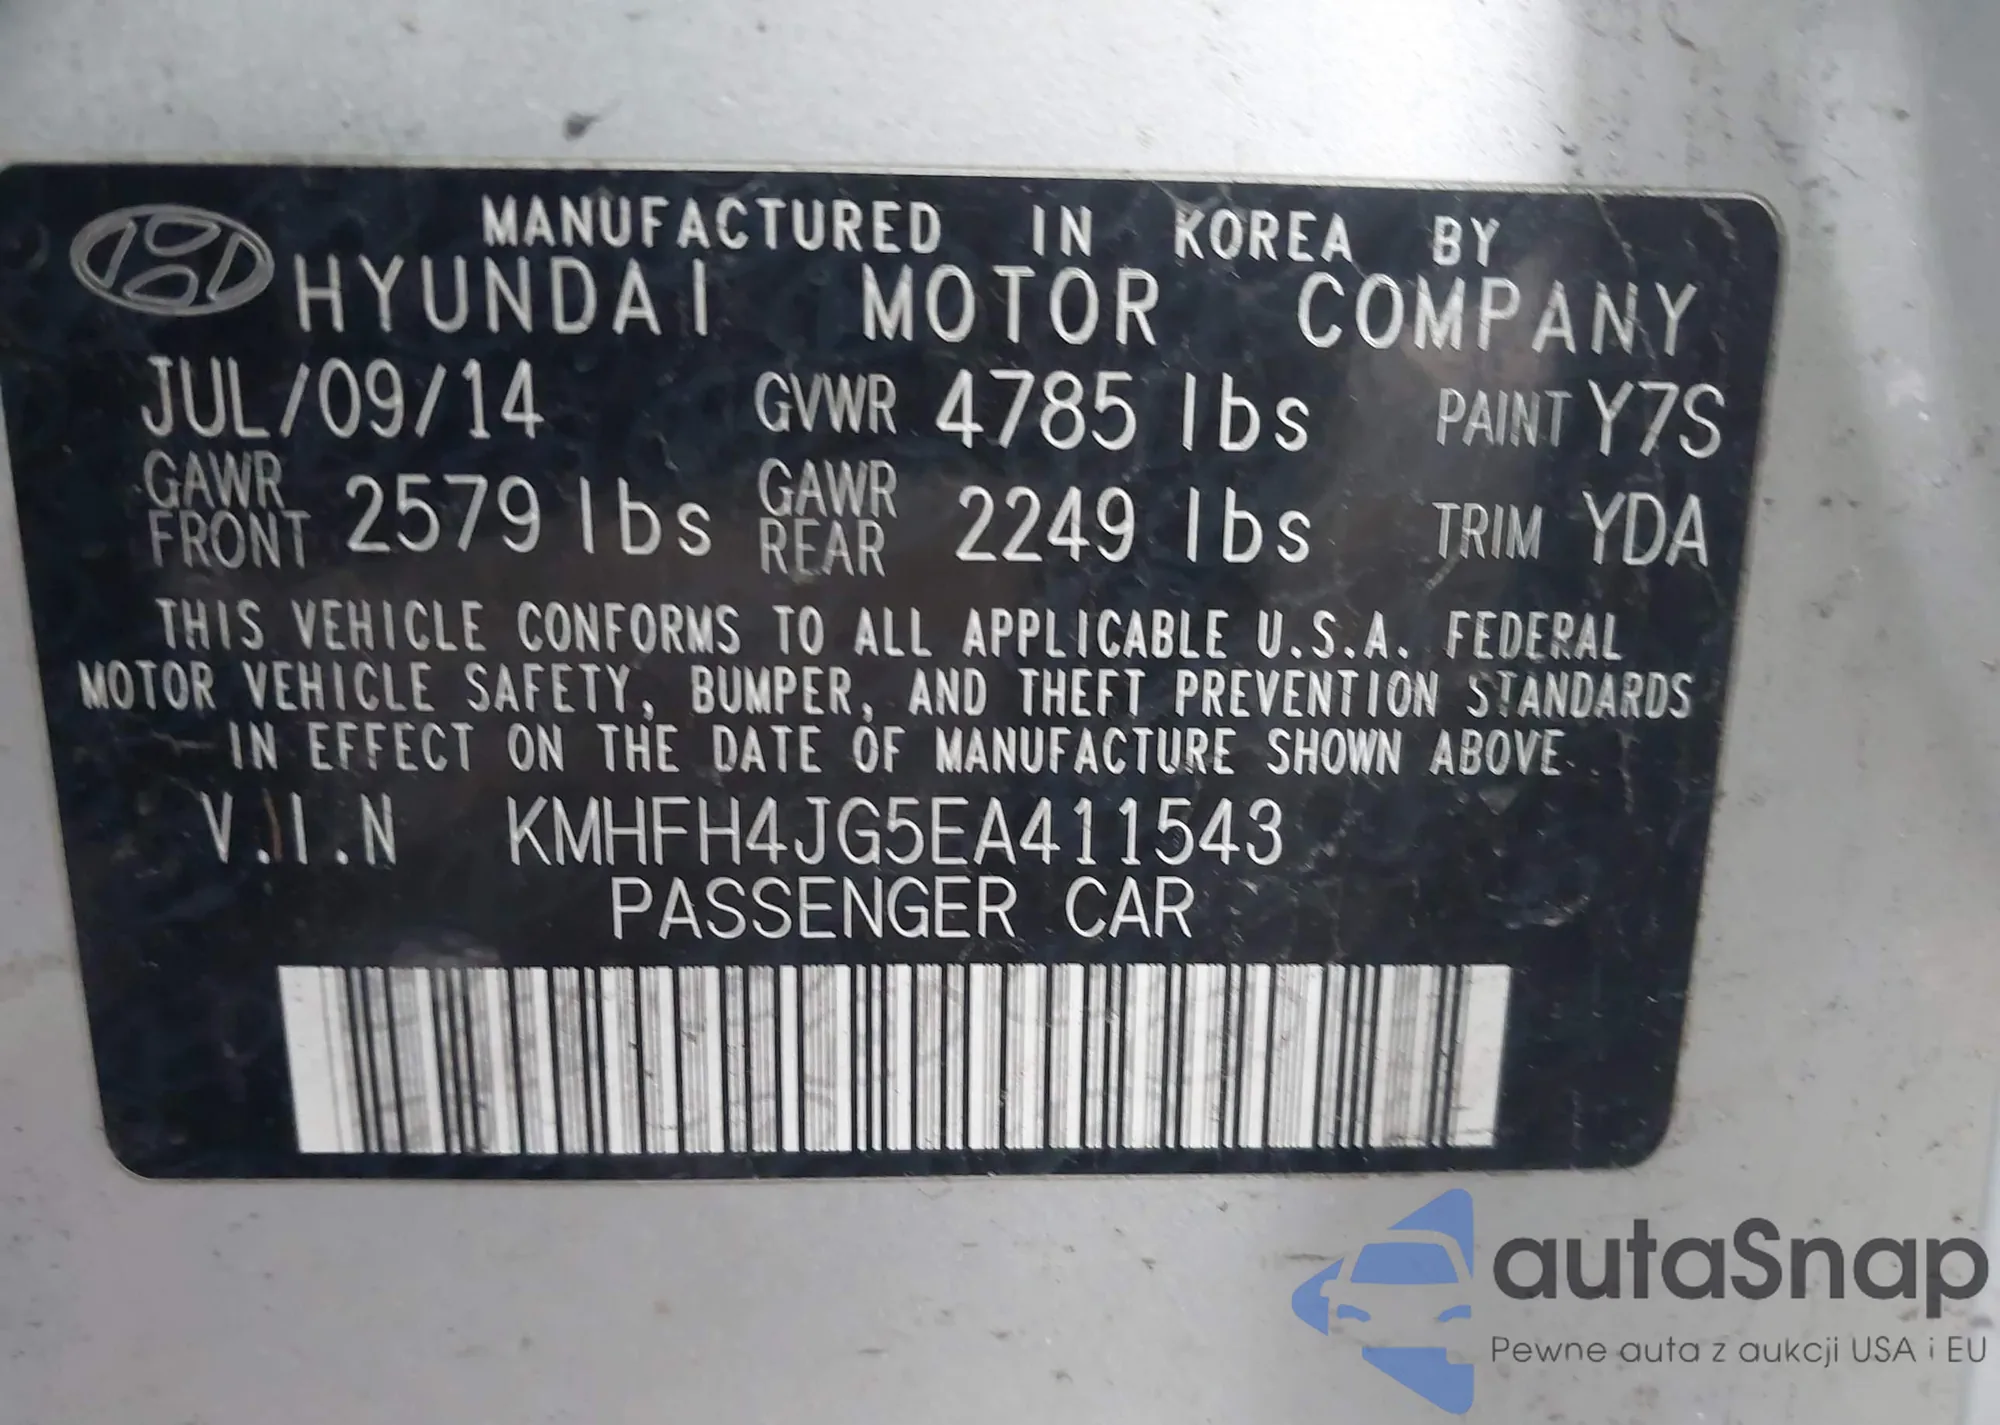 MANUFACTURED IN KOREA BY
HYUNDAI MOTOR COMPANY
JUL/09/14 GVWR 4785 lbs PAINT Y7S
GAWR FRONT 2579 lbs GAWR REAR 2249 lbs TRIM YDA
THIS VEHICLE CONFORMS TO ALL APPLICABLE U.S.A. FEDERAL
MOTOR VEHICLE SAFETY, BUMPER, AND THEFT PREVENTION STANDARDS
IN EFFECT ON THE DATE OF MANUFACTURE SHOWN ABOVE
V.I.N KMHFH4JG5EA411543
PASSENGER CAR
autaSnap
Pewne auta z aukcji USA i EU